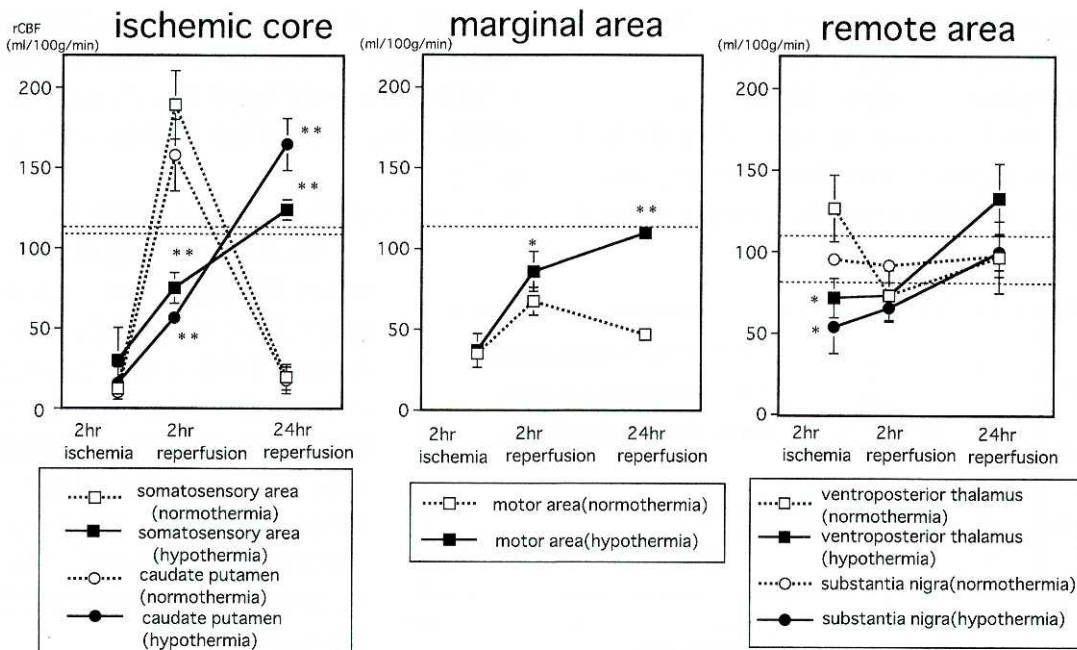 ischemic core
rCBF
(ml/100g/min)
200
150
100
50
0
**
**
**
**
2hr
ischemia
2hr
reperfusion
24hr
reperfusion
somatosensory area
(normothermia)
somatosensory area
(hypothermia)
caudate putamen
(normothermia)
caudate putamen
(hypothermia)
marginal area
(ml/100g/min)
200
150
100
50
0
*
**
2hr
ischemia
2hr
reperfusion
24hr
reperfusion
motor area(normothermia)
motor area(hypothermia)
remote area
(ml/100g/min)
200
150
100
50
0
*
*
2hr
ischemia
2hr
reperfusion
24hr
reperfusion
ventroposterior thalamus
(normothermia)
ventroposterior thalamus
(hypothermia)
substantia nigra(normothermia)
substantia nigra(hypothermia)